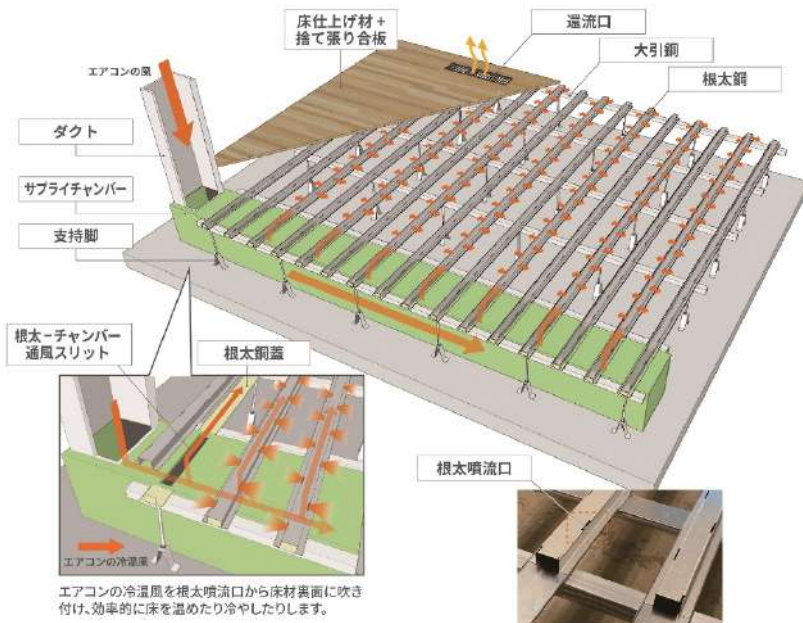 床仕上げ材+
捨て張り合板
還流口
大引鋼
根太鋼
エアコンの風
ダクト
サプライチャンバー
支持脚
根太−チャンバー
通風スリット
根太鋼蓋
根太噴流口
エアコンの冷温風
エアコンの冷温風を根太噴流口から床材裏面に吹き
付け、効率的に床を温めたり冷やしたりします。